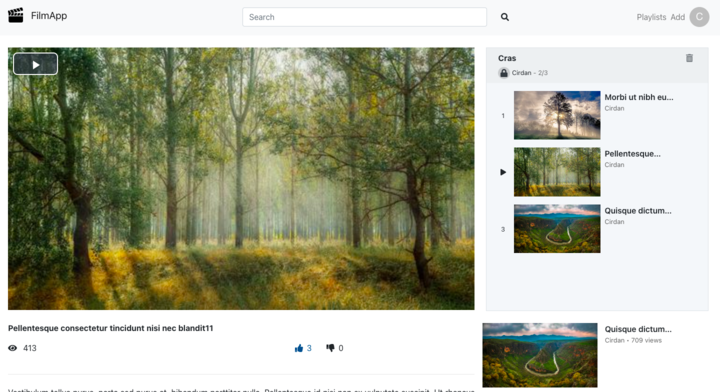 FilmApp
Search
Playlists Add C
Cras
Cirdan - 2/3
1
Morbi ut nibh eu...
Cirdan
Pellentesque...
Cirdan
3
Quisque dictum...
Cirdan
Pellentesque consectetur tincidunt nisi nec blandit11
413
3
0
Quisque dictum...
Cirdan • 709 views